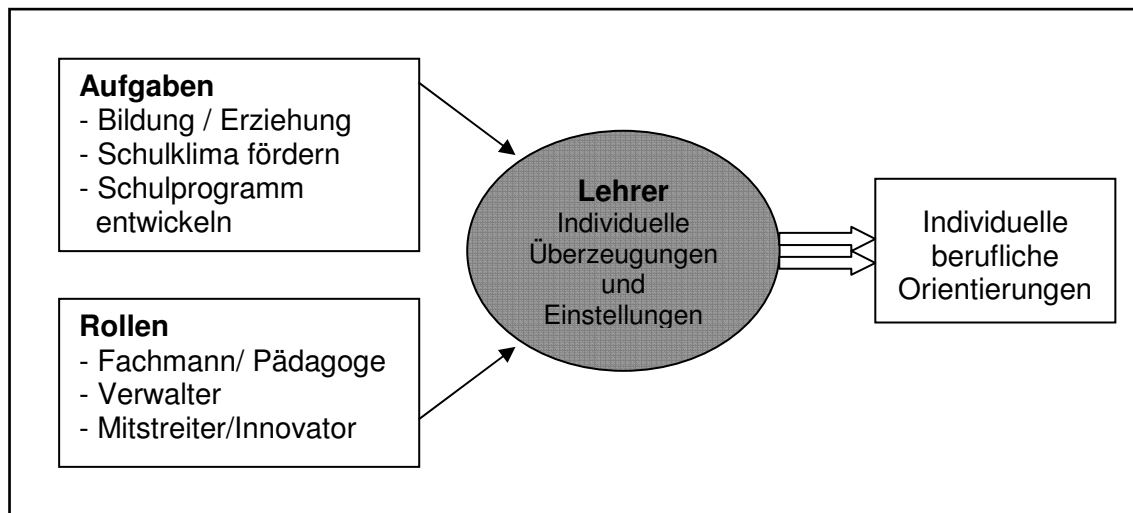 Aufgaben
- Bildung / Erziehung
- Schulklima fördern
- Schulprogramm
entwickeln
Rollen
- Fachmann/ Pädagoge
- Verwalter
- Mitstreiter/Innovator
Lehrer
Individuelle
Überzeugungen
und
Einstellungen
Individuelle
berufliche
Orientierungen